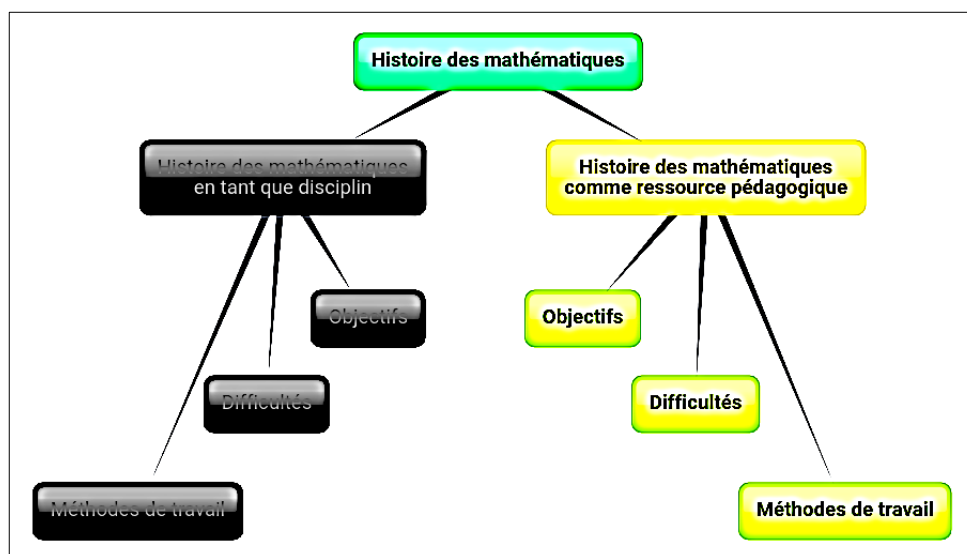 Histoire des mathématiques
Histoire des mathématiques
en tant que disciplin
Histoire des mathématiques
comme ressource pédagogique
Objectifs
Objectifs
Difficultés
Difficultés
Méthodes de travail
Méthodes de travail